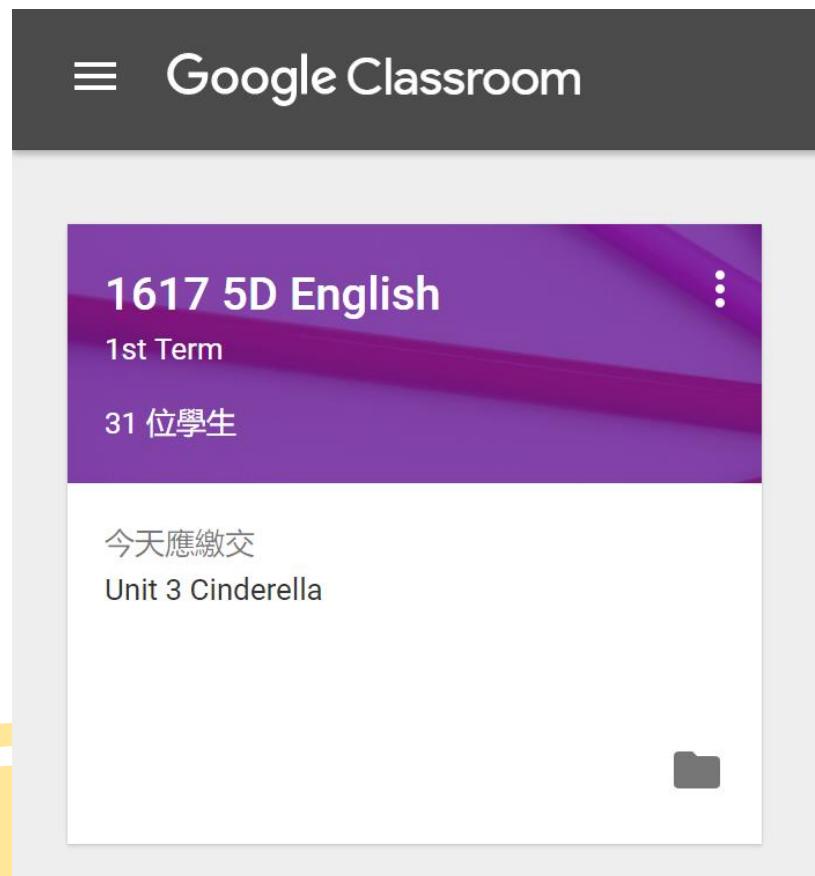 Google Classroom
1617 5D English
1st Term
31 位學生
今天應繳交
Unit 3 Cinderella